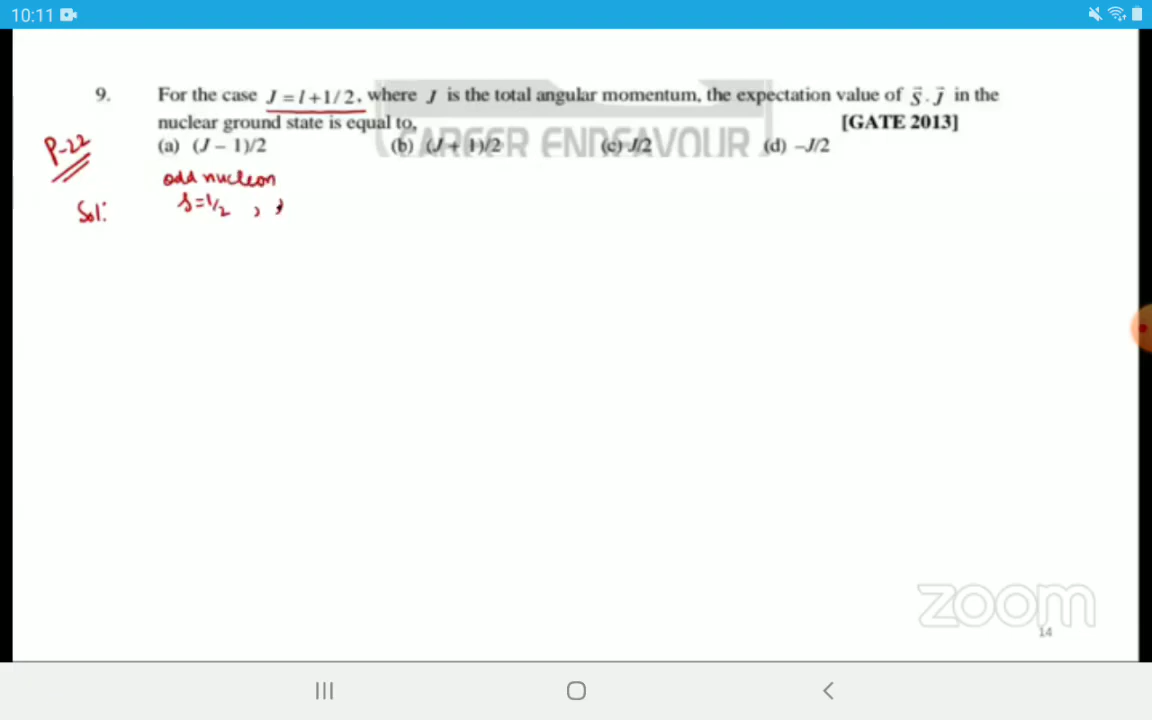 10:11
9. For the case J = l + 1/2, where J is the total angular momentum, the expectation value of s⃗ . j⃗ in the
nuclear ground state is equal to, [GATE 2013]
CAREER ENDEAVOUR
P-22
(a) (J – 1)/2 (b) (J + 1)/2 (c) J/2 (d) –J/2
odd nucleon
Sol: s=1/2 ,
zoom
14